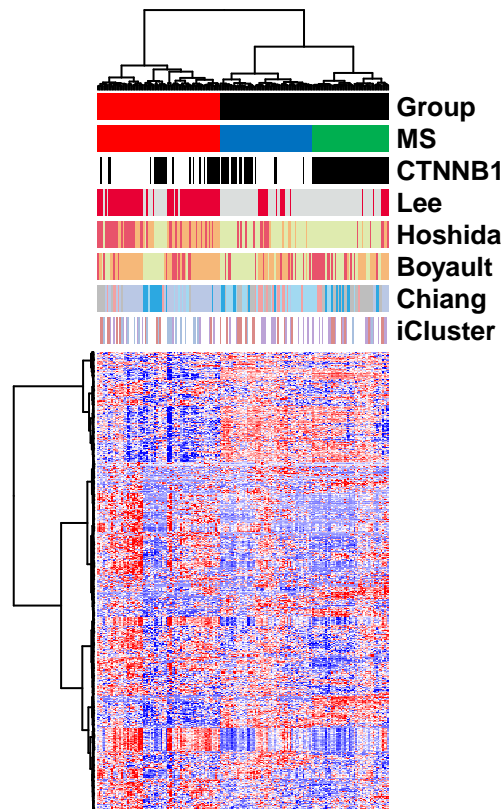 Group
MS
CTNNB1
Lee
Hoshida
Boyault
Chiang
iCluster